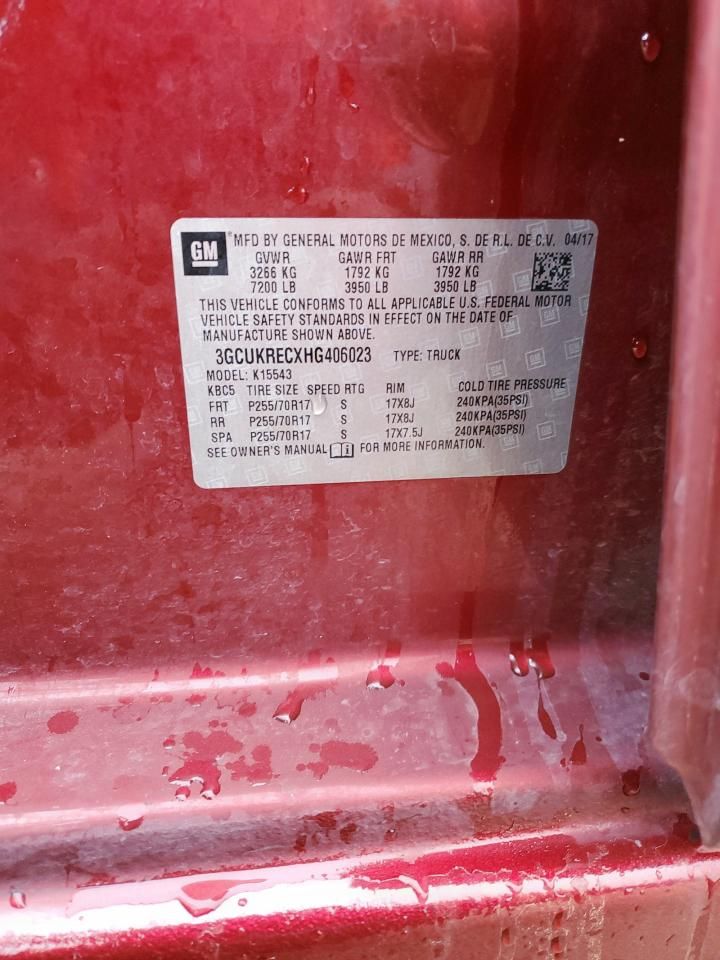 GM ® MFD BY GENERAL MOTORS DE MEXICO, S. DE R.L. DE C.V. 04/17
GVWR GAWR FRT GAWR RR
3266 KG 1792 KG 1792 KG
7200 LB 3950 LB 3950 LB
THIS VEHICLE CONFORMS TO ALL APPLICABLE U.S. FEDERAL MOTOR
VEHICLE SAFETY STANDARDS IN EFFECT ON THE DATE OF
MANUFACTURE SHOWN ABOVE.
3GCUKRECXHG406023 TYPE: TRUCK
MODEL: K15543
KBC5 TIRE SIZE SPEED RTG RIM COLD TIRE PRESSURE
FRT P255/70R17 S 17X8J 240KPA(35PSI)
RR P255/70R17 S 17X8J 240KPA(35PSI)
SPA P255/70R17 S 17X7.5J 240KPA(35PSI)
SEE OWNER'S MANUAL i FOR MORE INFORMATION.